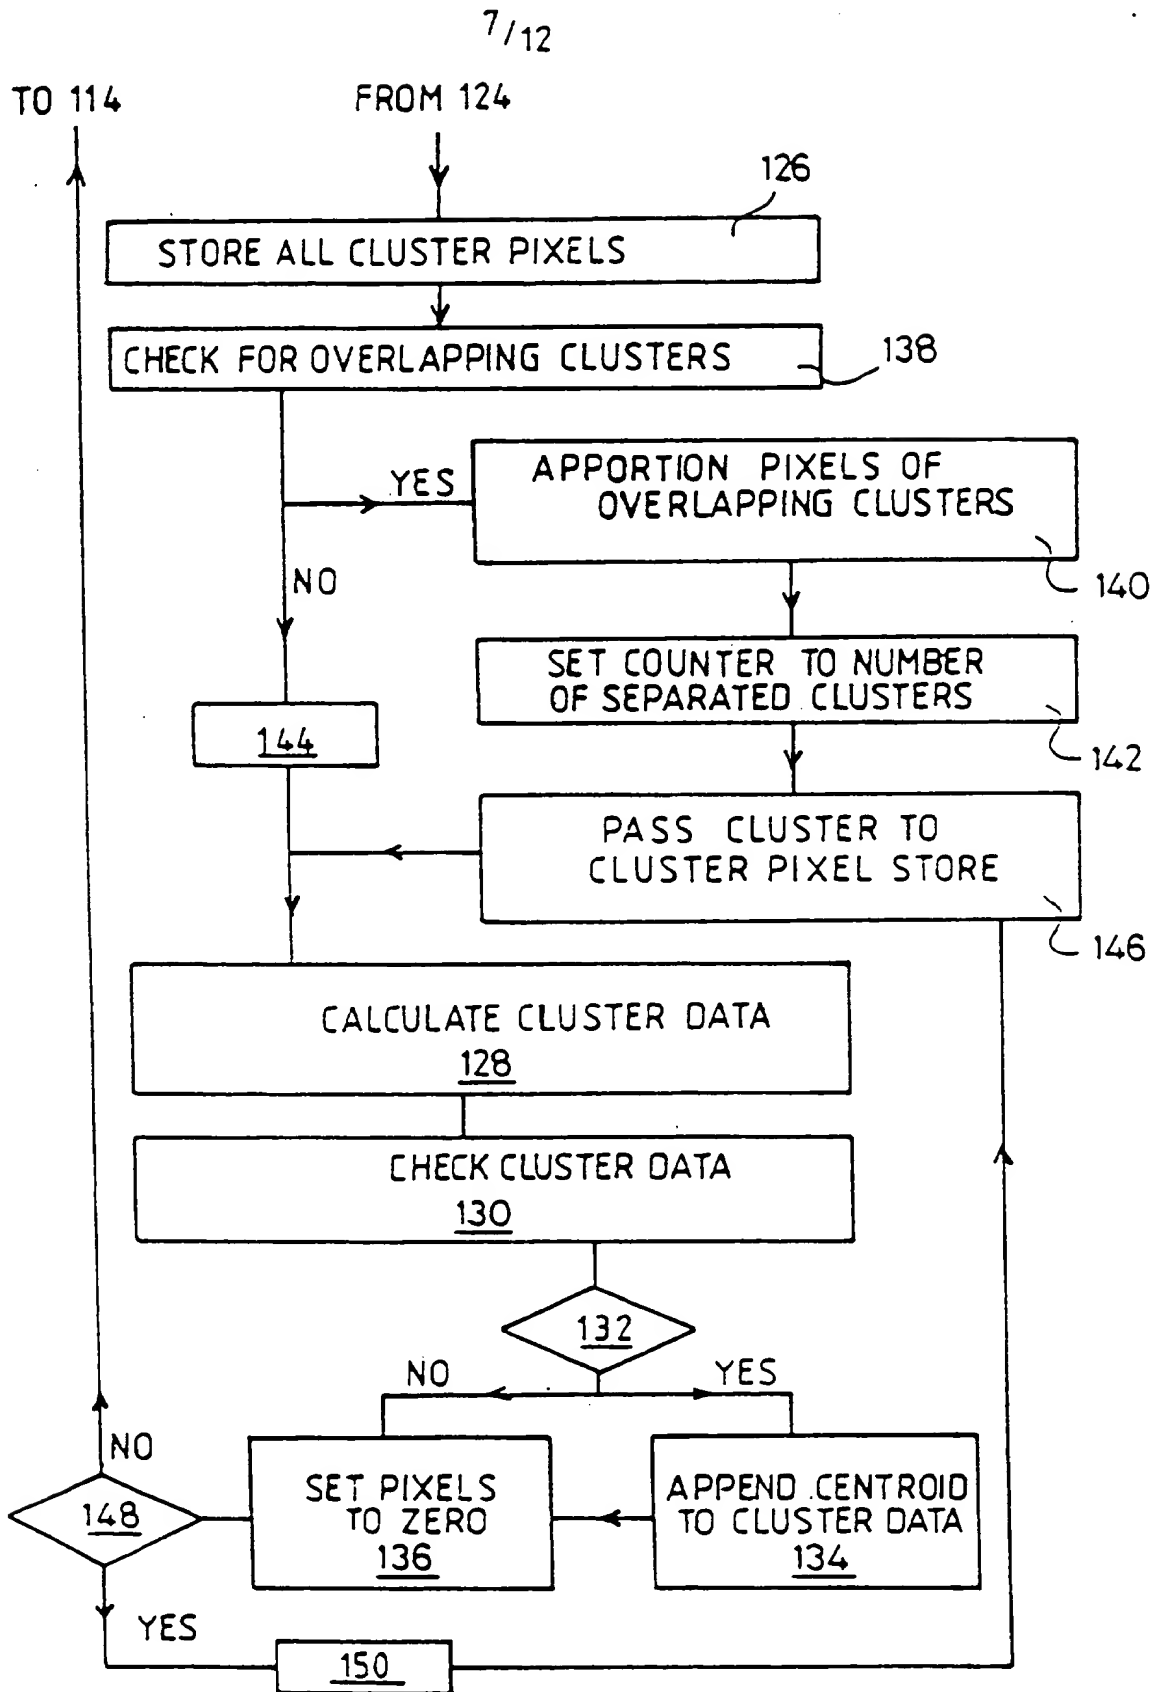 7/12
TO 114
FROM 124
126
STORE ALL CLUSTER PIXELS
CHECK FOR OVERLAPPING CLUSTERS
138
YES
APPORTION PIXELS OF
OVERLAPPING CLUSTERS
140
NO
SET COUNTER TO NUMBER
OF SEPARATED CLUSTERS
142
144
PASS CLUSTER TO
CLUSTER PIXEL STORE
146
CALCULATE CLUSTER DATA
128
CHECK CLUSTER DATA
130
132
NO
YES
NO
148
SET PIXELS
TO ZERO
136
APPEND CENTROID
TO CLUSTER DATA
134
YES
150